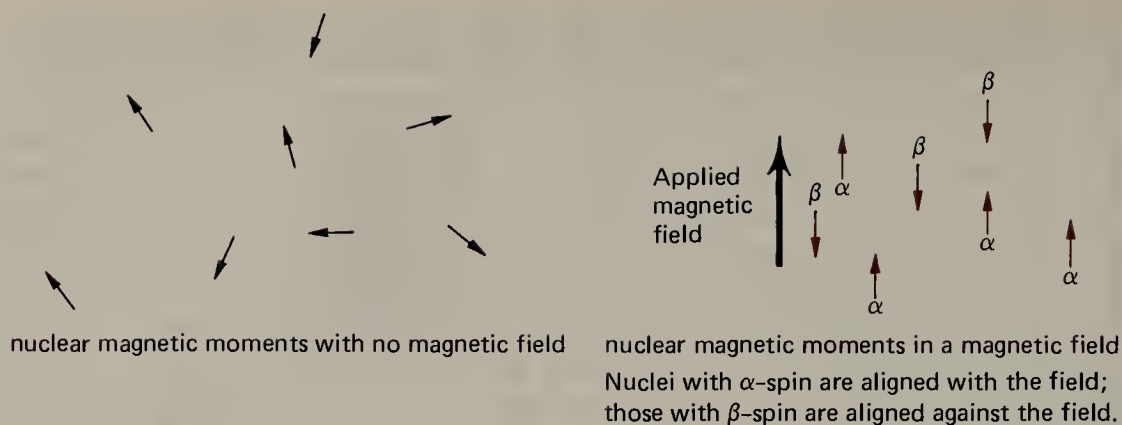 β
β
Applied
magnetic
field
β
α
α
α
α
nuclear magnetic moments with no magnetic field
nuclear magnetic moments in a magnetic field
Nuclei with α-spin are aligned with the field;
those with β-spin are aligned against the field.